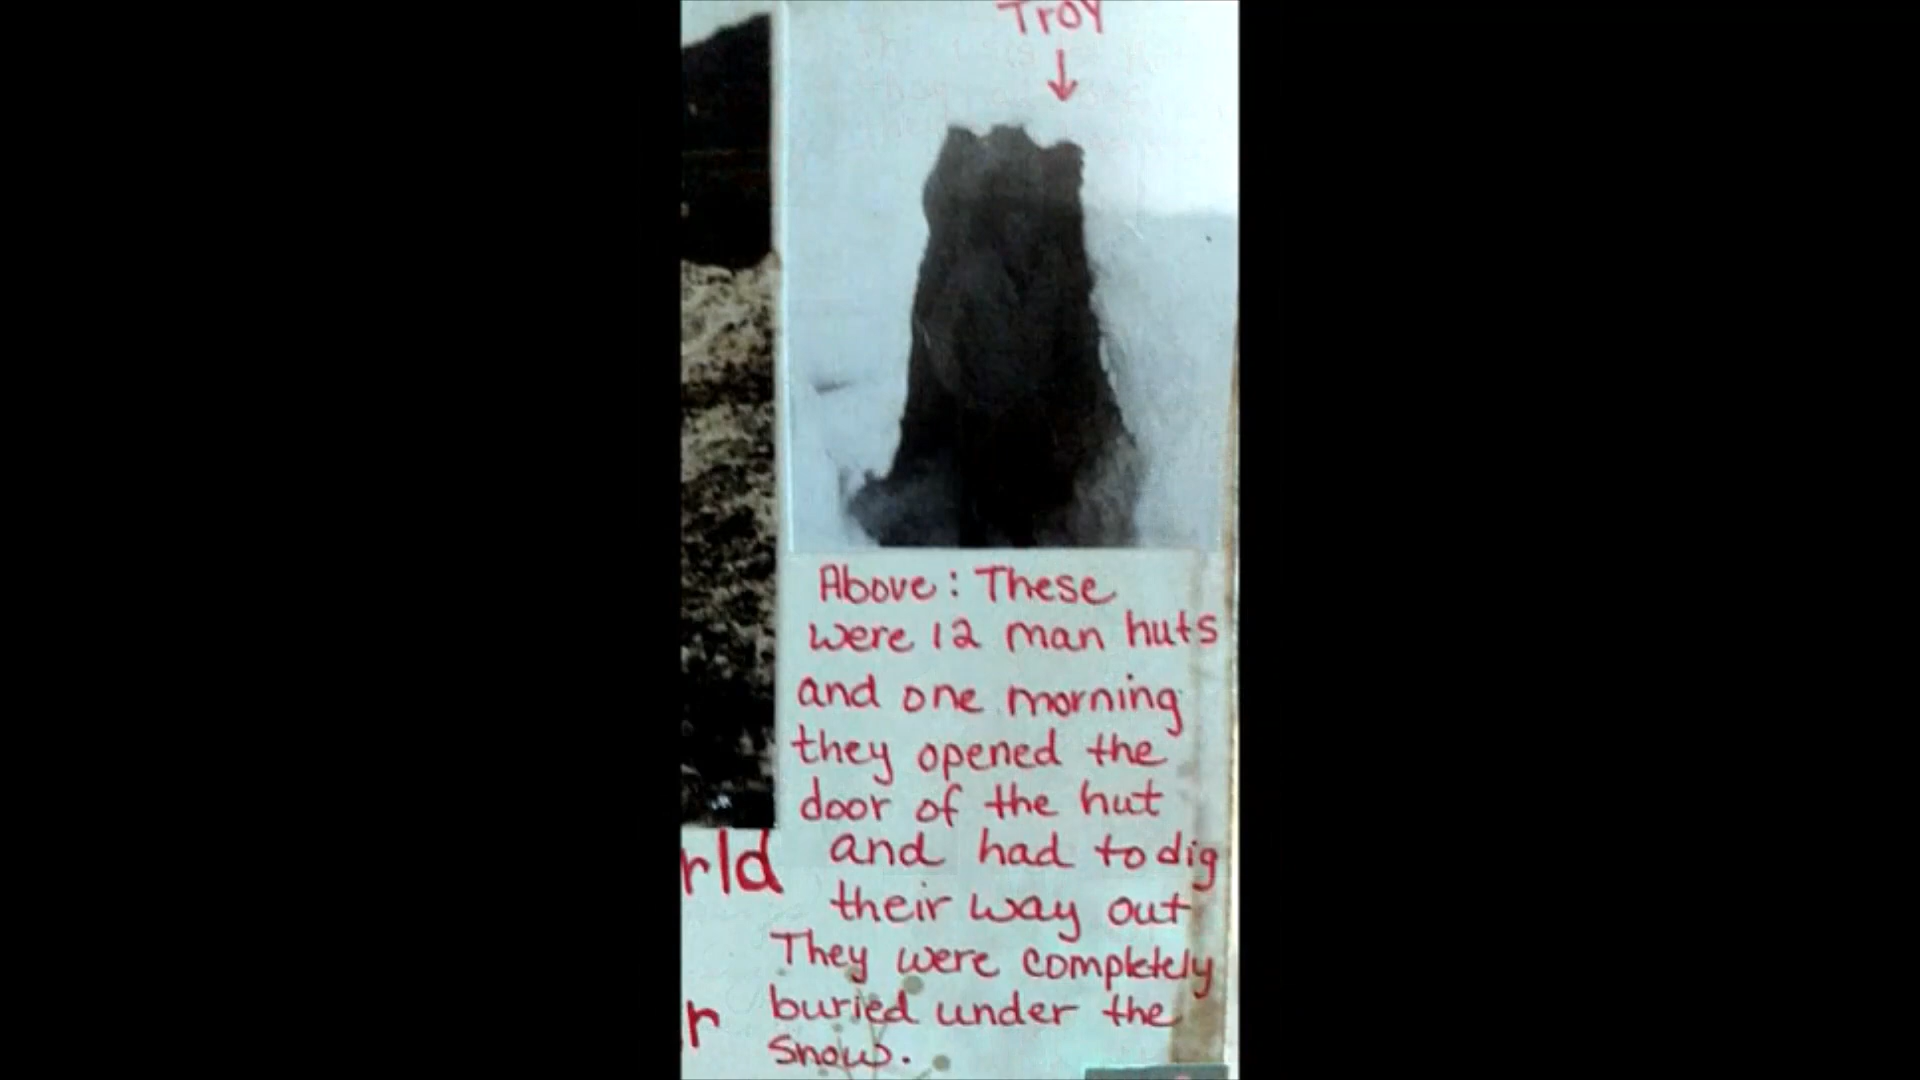 Troy
Above: These
were 12 man huts
and one morning
they opened the
door of the hut
and had to dig
their way out
They were completely
buried under the
snow.
rld
r